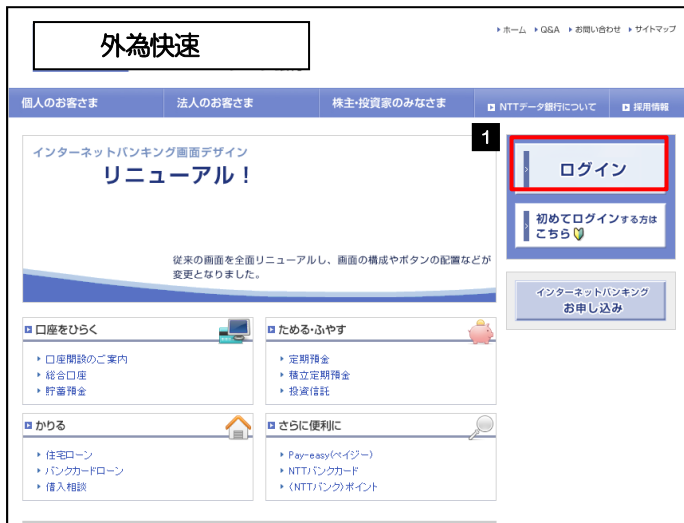 ホーム Q&A お問い合わせ サイトマップ
外為快速
個人のお客さま 法人のお客さま 株主・投資家のみなさま NTTデータ銀行について 採用情報
1
インターネットバンキング画面デザイン
リニューアル！
従来の画面を全面リニューアルし、画面の構成やボタンの配置などが
変更となりました。
ログイン
初めてログインする方は
こちら
インターネットバンキング
お申し込み
口座をひらく
口座開設のご案内
総合口座
貯蓄預金
ためる・ふやす
定期預金
積立定期預金
投資信託
かりる
住宅ローン
バンクカードローン
借入相談
さらに便利に
Pay-easy(ペイジー)
NTTバンクカード
〈NTTバンク〉ポイント